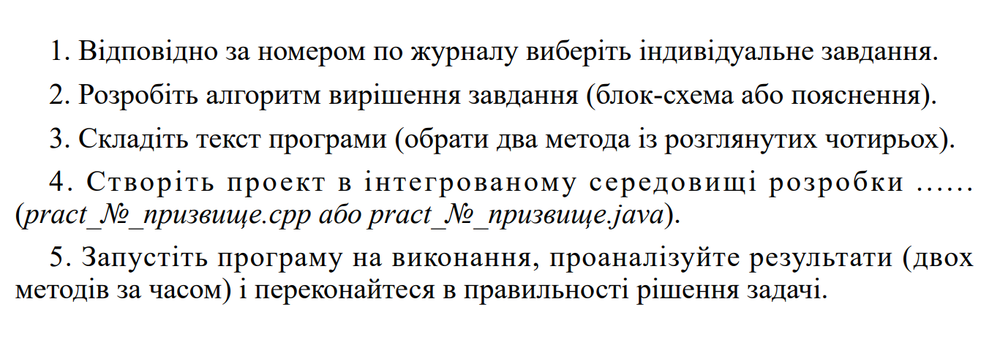 1. Відповідно за номером по журналу виберіть індивідуальне завдання.
2. Розробіть алгоритм вирішення завдання (блок-схема або пояснення).
3. Складіть текст програми (обрати два метода із розглянутих чотирьох).
4. Створіть проект в інтегрованому середовищі розробки ……
(pract_№_призвище.cpp або pract_№_призвище.java).
5. Запустіть програму на виконання, проаналізуйте результати (двох
методів за часом) і переконайтеся в правильності рішення задачі.